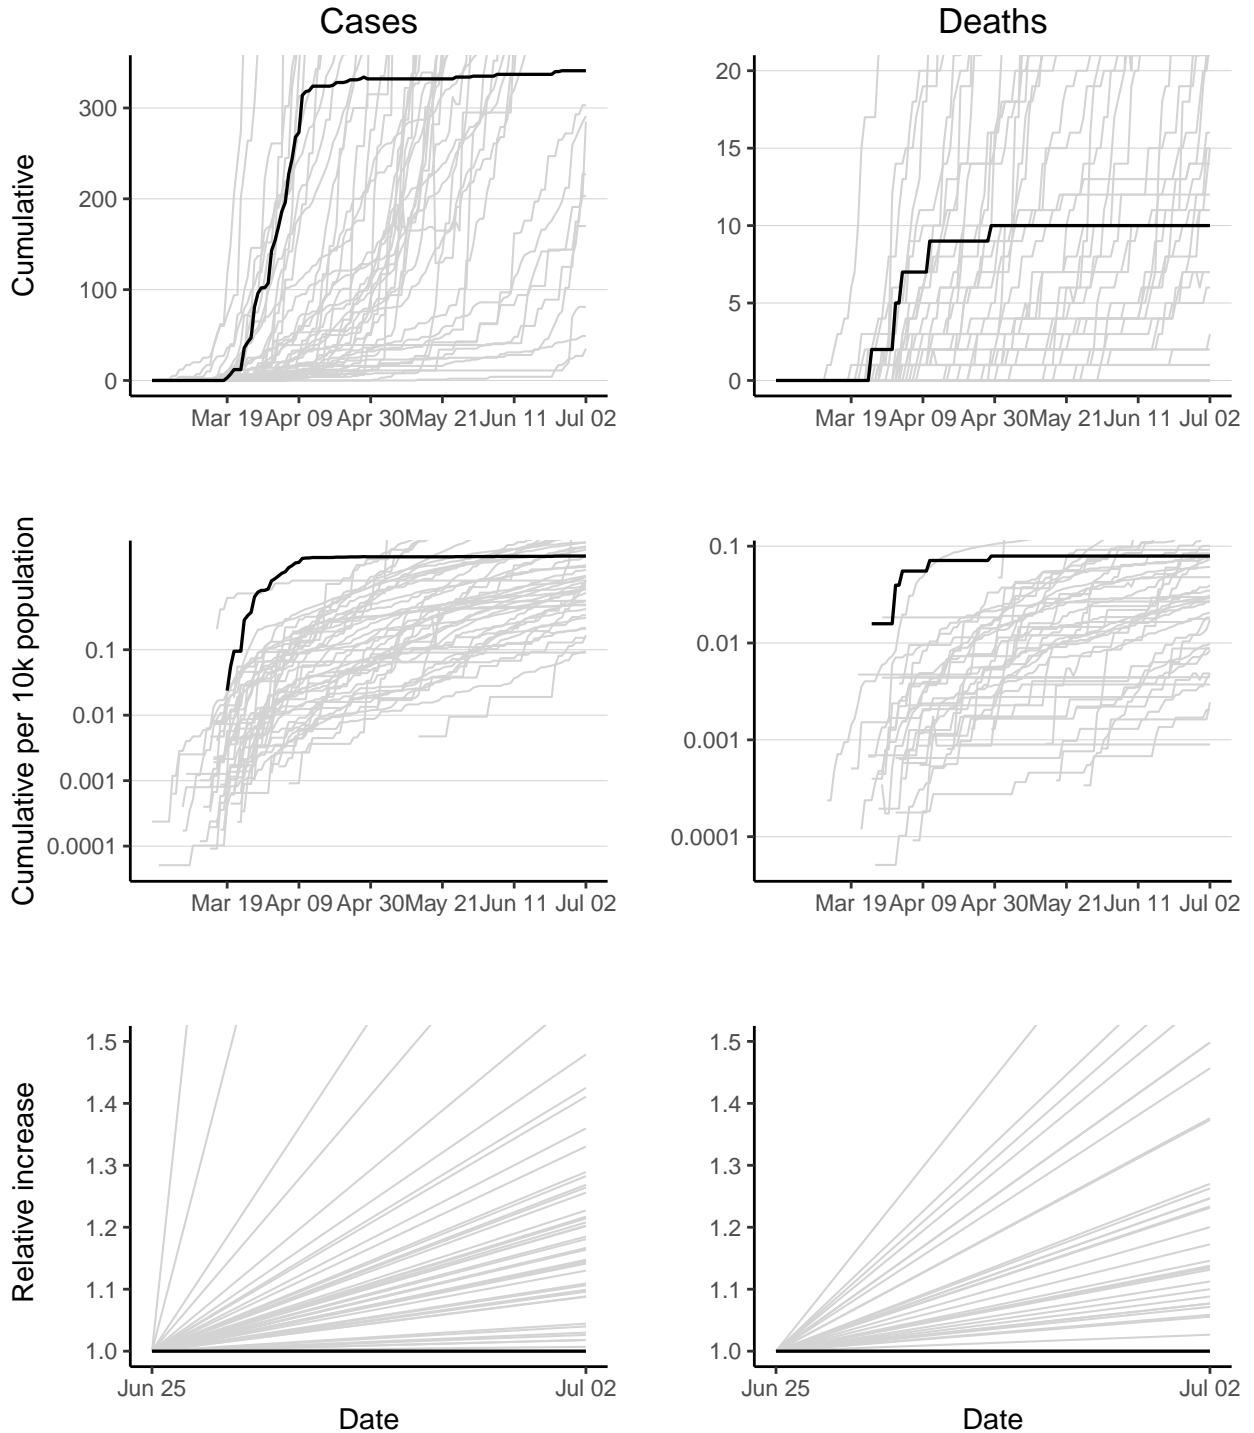 Cases
Deaths
Cumulative
300
200
100
0
Mar 19 Apr 09 Apr 30 May 21 Jun 11 Jul 02
20
15
10
5
0
Mar 19 Apr 09 Apr 30 May 21 Jun 11 Jul 02
Cumulative per 10k population
0.1
0.01
0.001
0.0001
Mar 19 Apr 09 Apr 30 May 21 Jun 11 Jul 02
0.1
0.01
0.001
0.0001
Mar 19 Apr 09 Apr 30 May 21 Jun 11 Jul 02
Relative increase
1.5
1.4
1.3
1.2
1.1
1.0
Jun 25 Jul 02
Date
1.5
1.4
1.3
1.2
1.1
1.0
Jun 25 Jul 02
Date